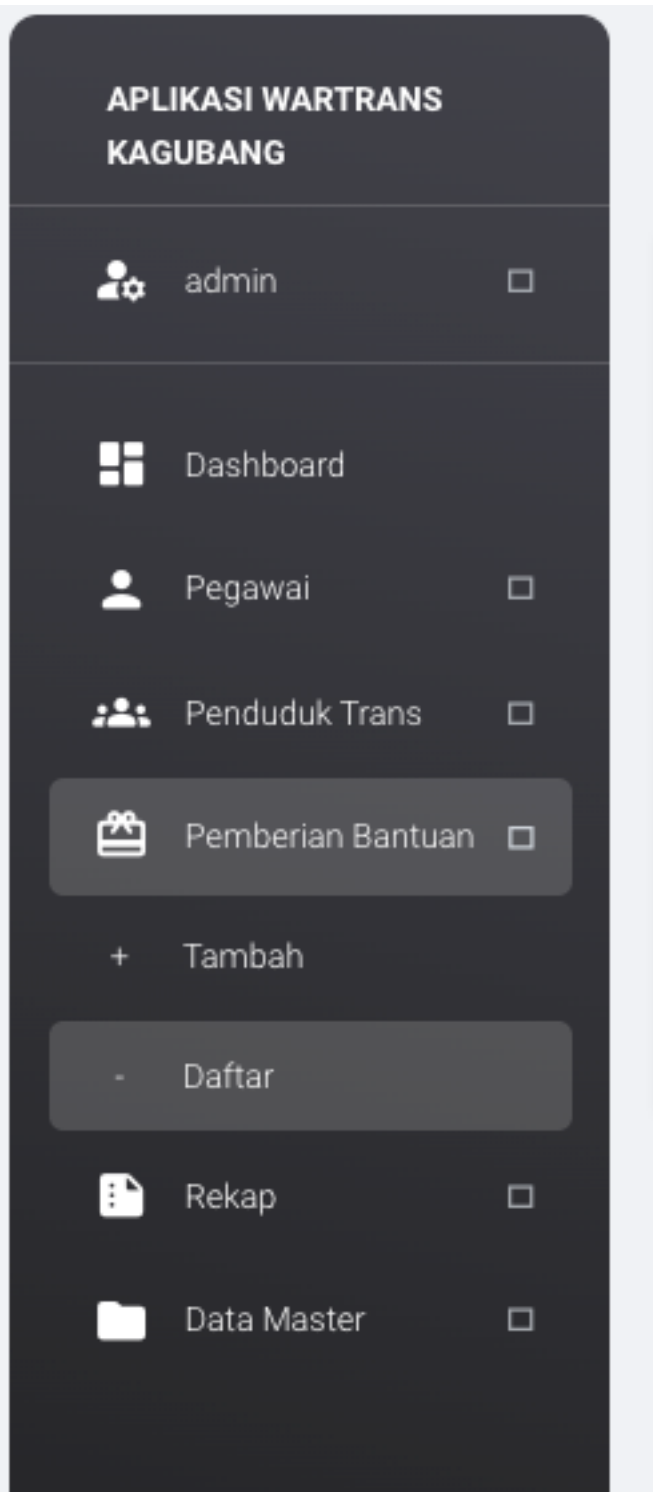 APLIKASI WARTRANS
KAGUBANG
admin
Dashboard
Pegawai
Penduduk Trans
Pemberian Bantuan
+ Tambah
- Daftar
Rekap
Data Master